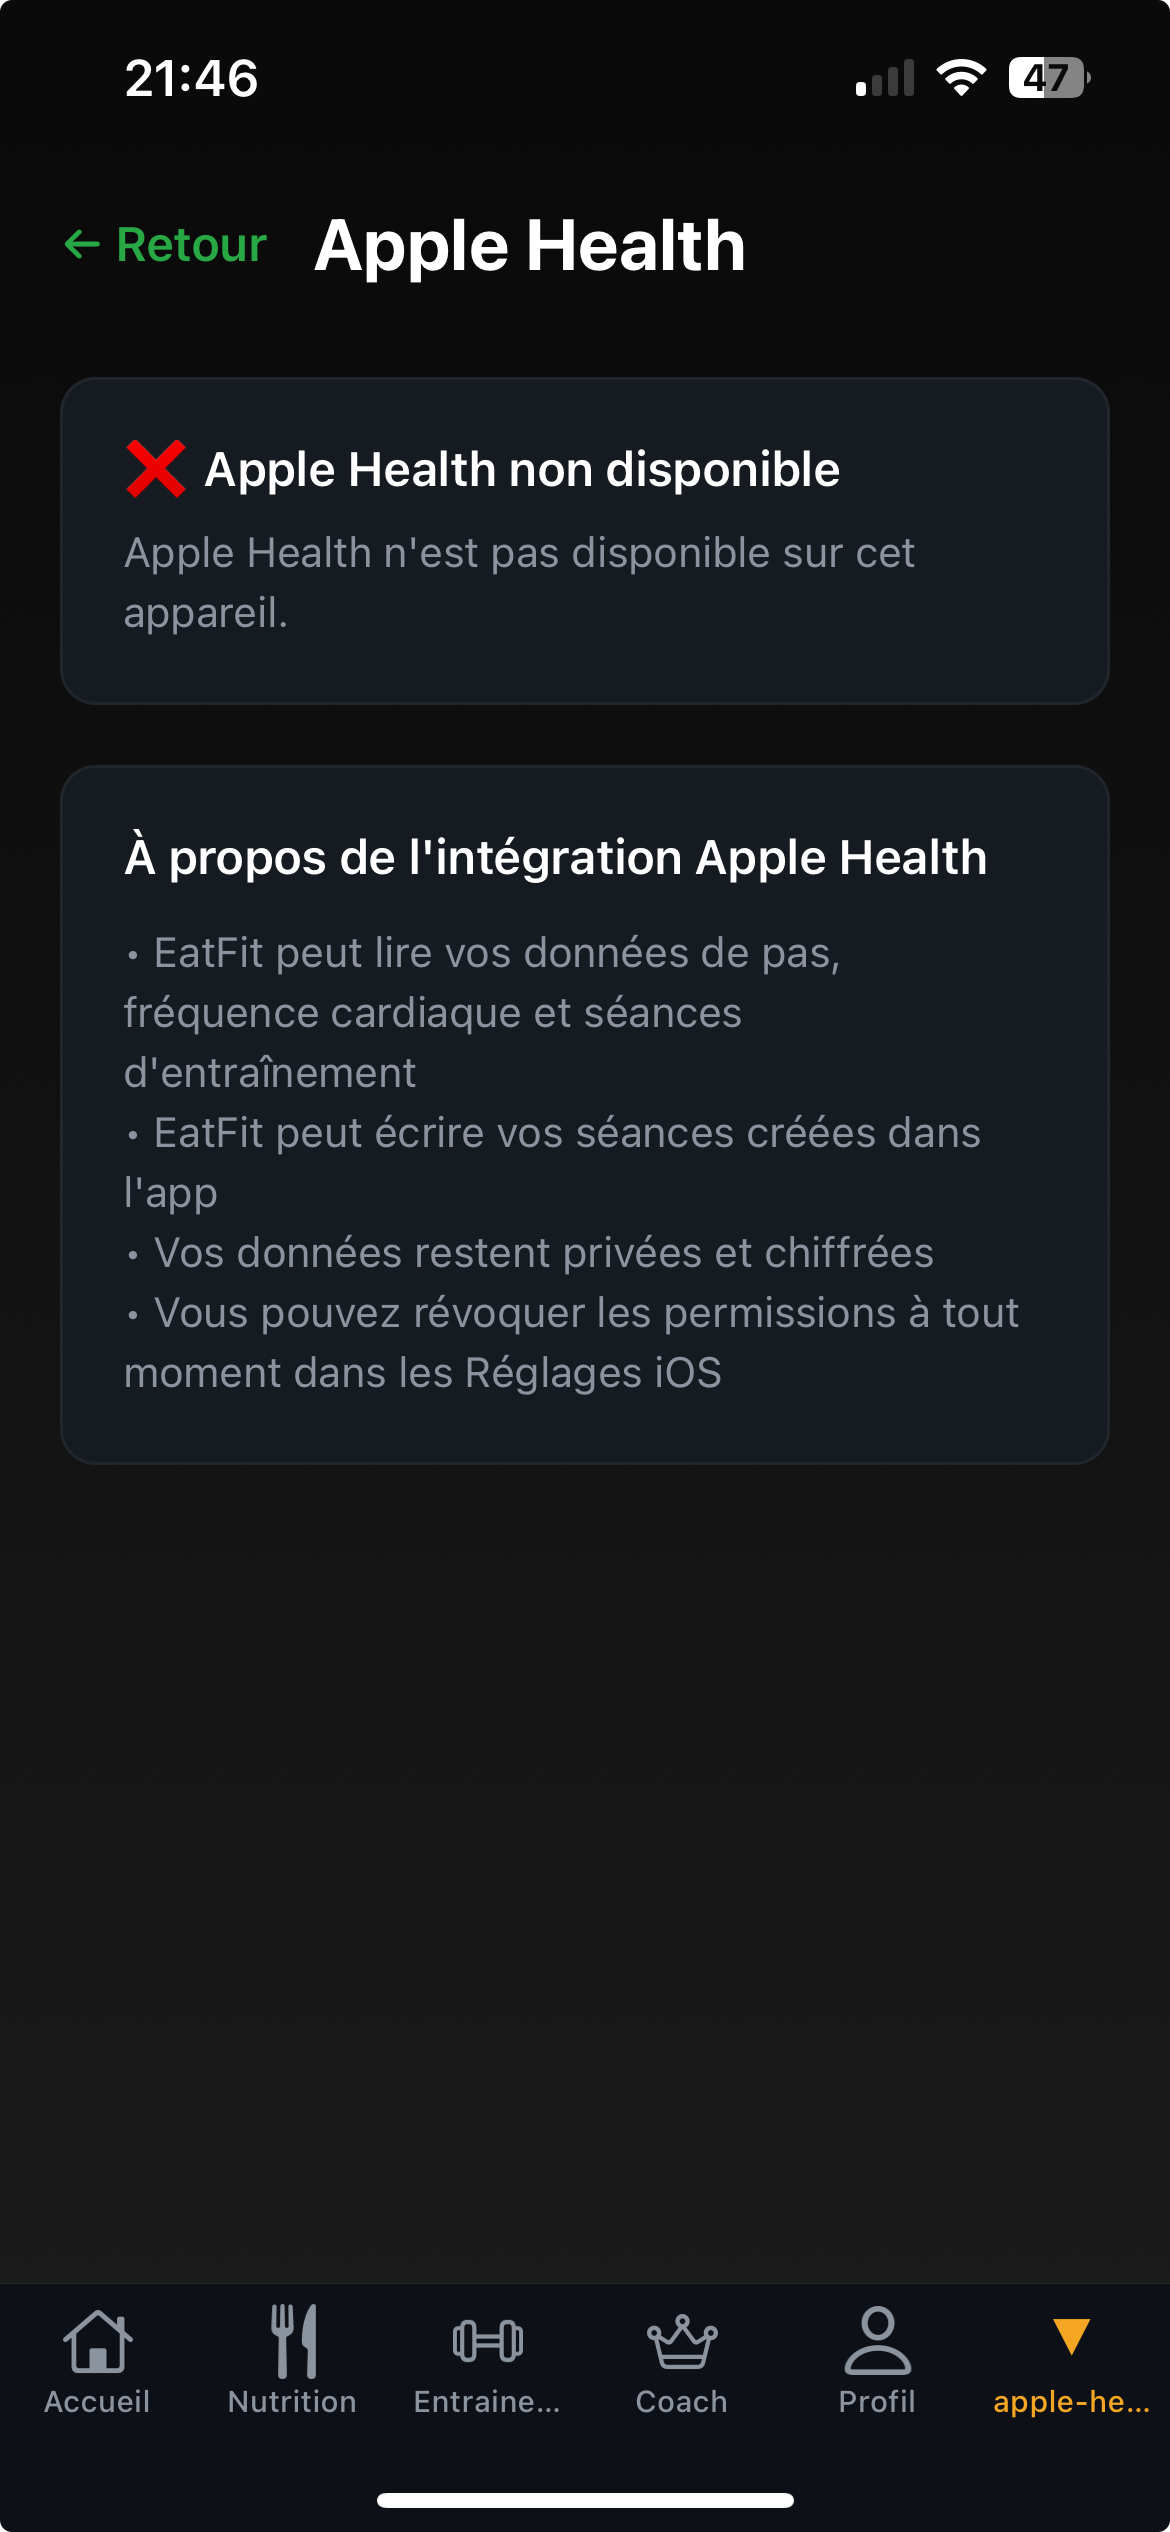 21:46
47
← Retour Apple Health
❌ Apple Health non disponible
Apple Health n'est pas disponible sur cet
appareil.
À propos de l'intégration Apple Health
• EatFit peut lire vos données de pas,
fréquence cardiaque et séances
d'entraînement
• EatFit peut écrire vos séances créées dans
l'app
• Vos données restent privées et chiffrées
• Vous pouvez révoquer les permissions à tout
moment dans les Réglages iOS
Accueil Nutrition Entraine... Coach Profil apple-he...